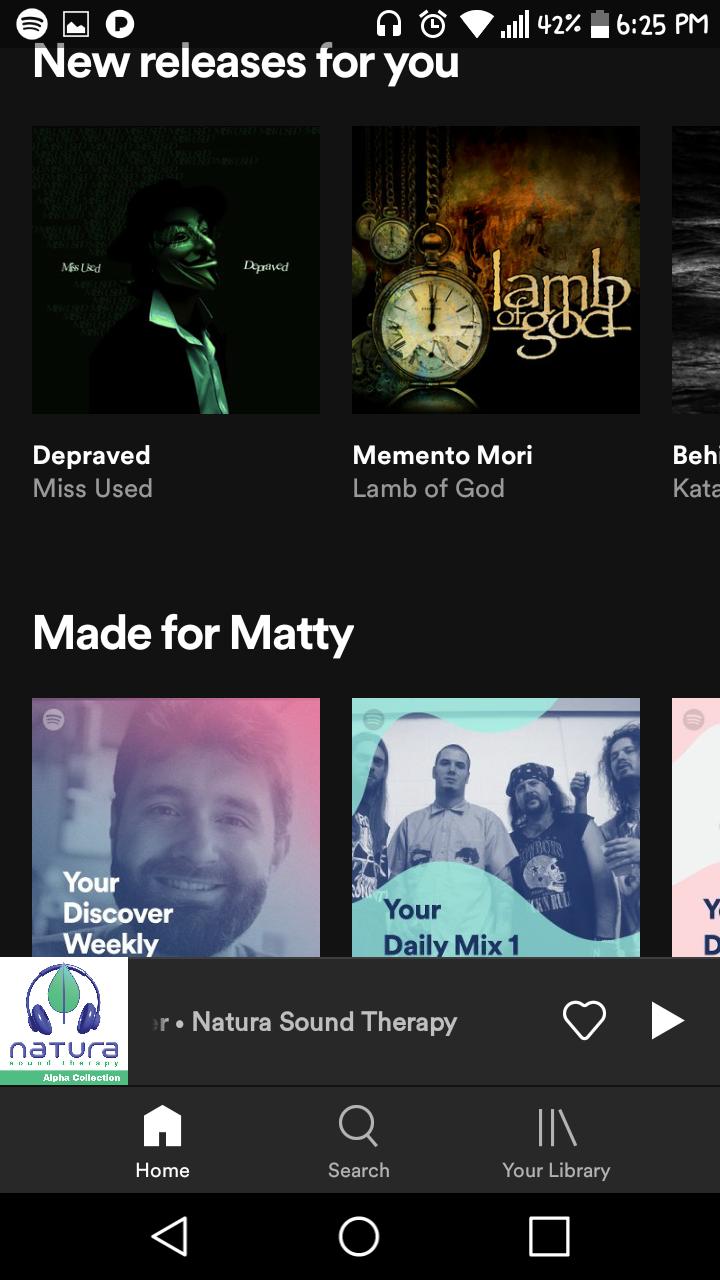 42% 6:25 PM
New releases for you
Miss Used
Depraved
lamb
of god
Depraved
Miss Used
Memento Mori
Lamb of God
Behi
Kata
Made for Matty
Your
Discover
Weekly
Your
Daily Mix 1
Y
D
r • Natura Sound Therapy
natura
sound therapy
Alpha Collection
Home
Search
Your Library